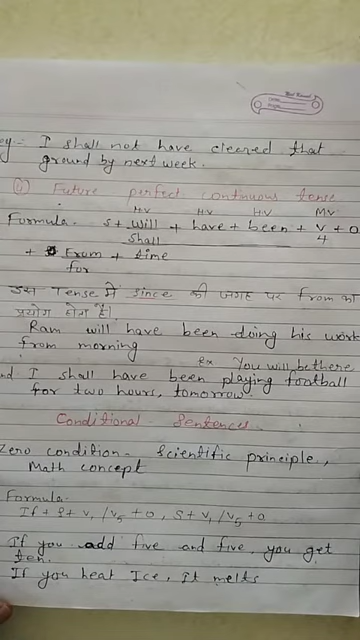 eg- I shall not have cleared that
ground by next week.
(4) Future perfect continuous tense
HV HV HV MV
Formula- S+ will + have + been + V + O
shall 4
+ From + time
for
इस Tense में since की जगह पर from का
प्रयोग होता है।
Ram will have been doing his work
from morning
ex You will be there
and I shall have been playing football
for two hours, tomorrow
Conditional Sentences
Zero condition- Scientific principle,
Math concept
Formula-
If + S + V1/V5 + O, S + V1/V5 + O
If you add five and five, you get
ten.
If you heat Ice, it melts